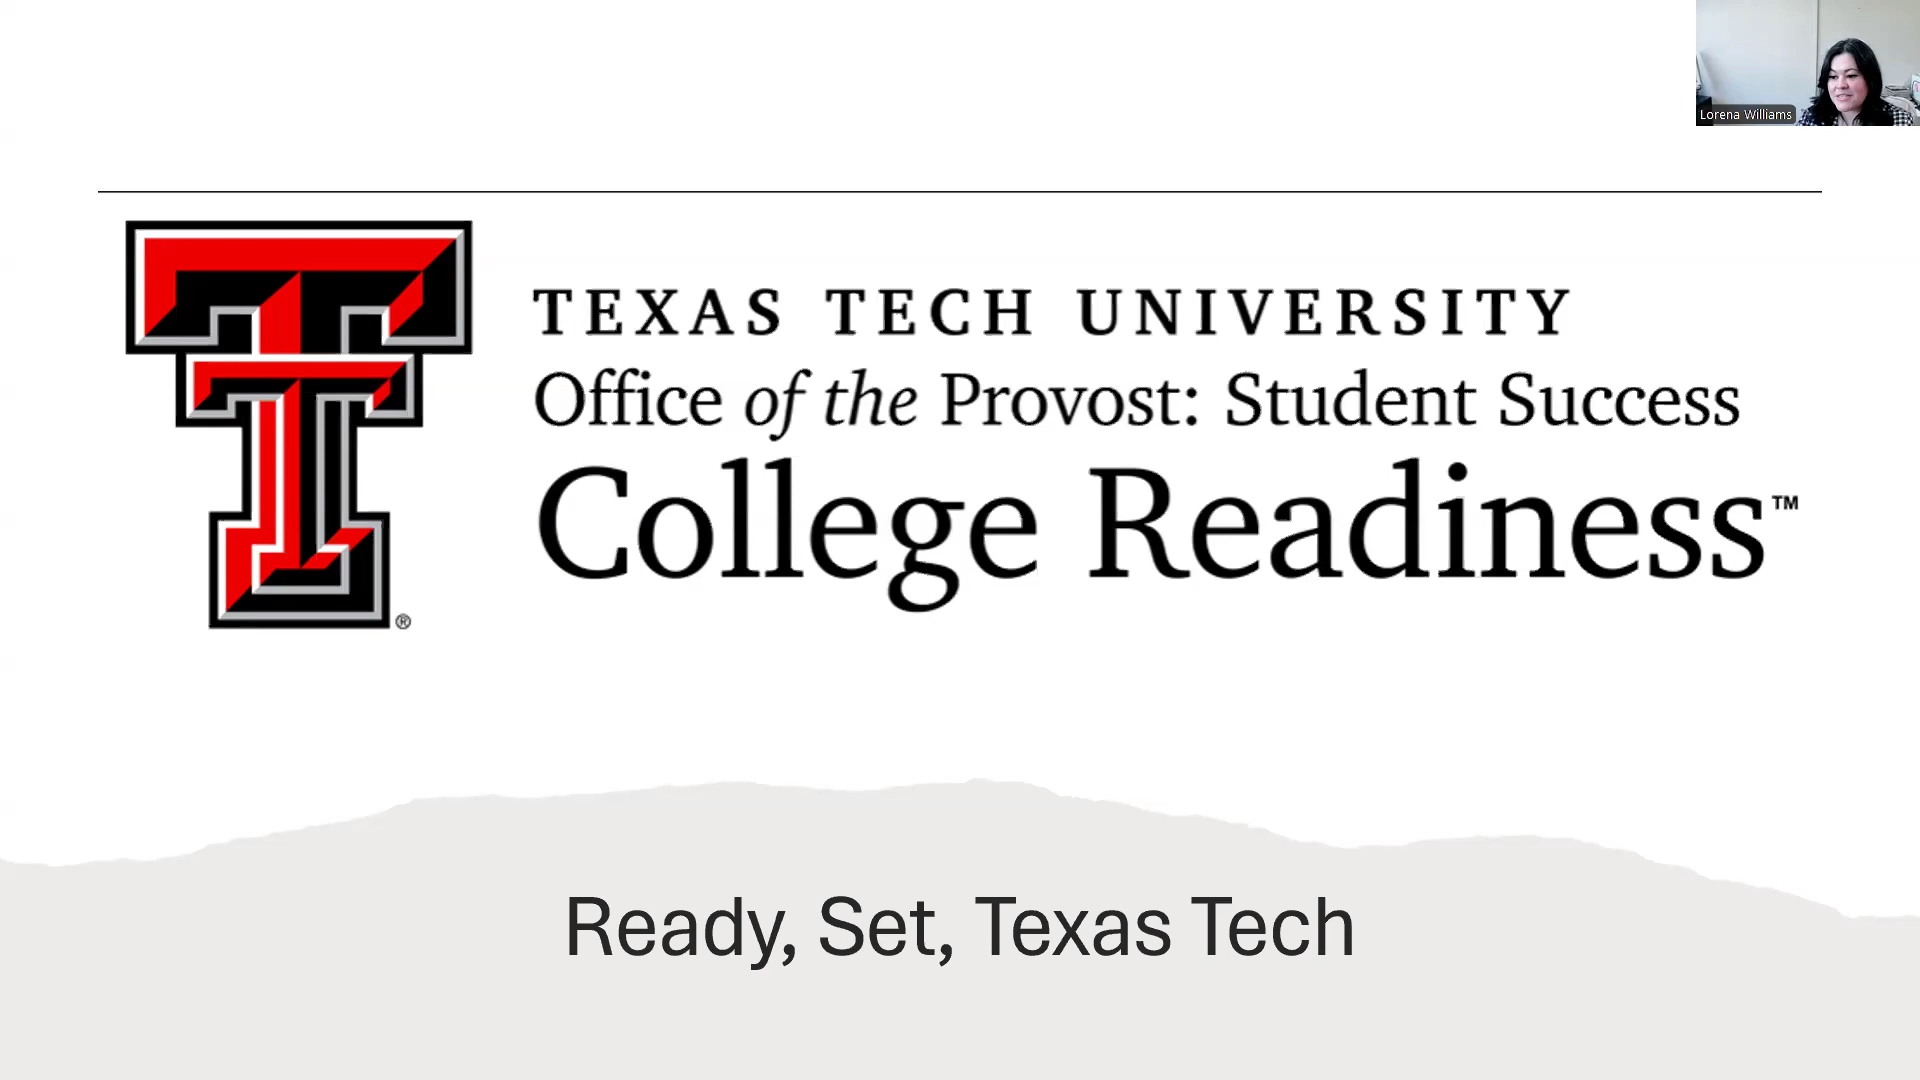 Lorena Williams
TEXAS TECH UNIVERSITY
Office of the Provost: Student Success
College Readiness™
®
Ready, Set, Texas Tech